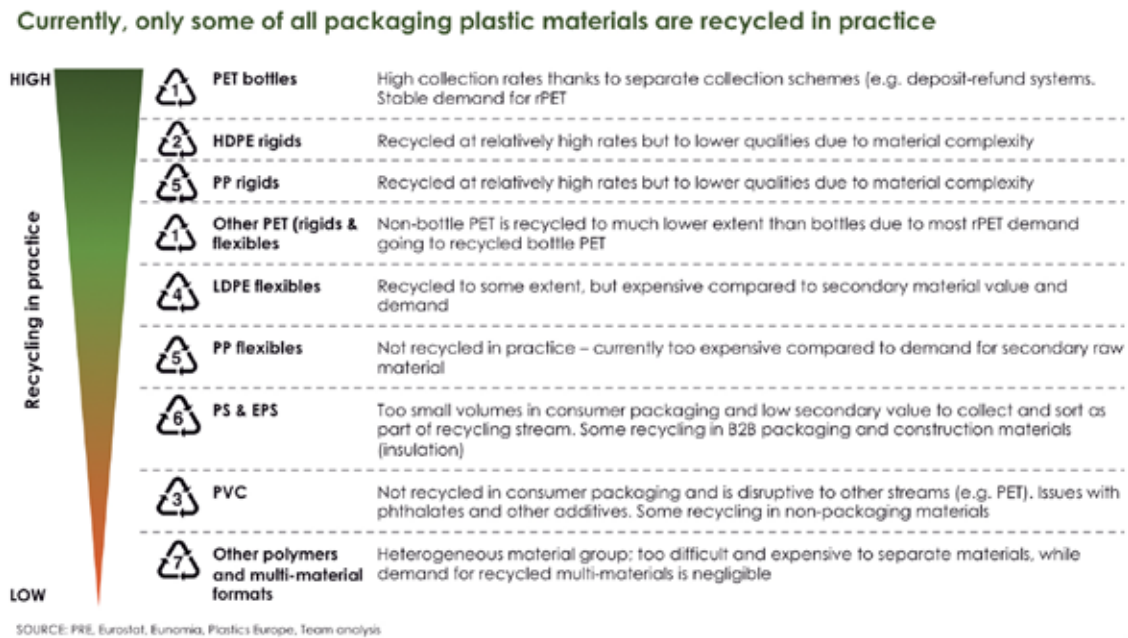 Currently, only some of all packaging plastic materials are recycled in practice
HIGH
Recycling in practice
LOW
1
PET bottles
High collection rates thanks to separate collection schemes (e.g. deposit-refund systems.
Stable demand for rPET
2
HDPE rigids
Recycled at relatively high rates but to lower qualities due to material complexity
5
PP rigids
Recycled at relatively high rates but to lower qualities due to material complexity
1
Other PET (rigids &
flexibles
Non-bottle PET is recycled to much lower extent than bottles due to most rPET demand
going to recycled bottle PET
4
LDPE flexibles
Recycled to some extent, but expensive compared to secondary material value and
demand
5
PP flexibles
Not recycled in practice – currently too expensive compared to demand for secondary raw
material
6
PS & EPS
Too small volumes in consumer packaging and low secondary value to collect and sort as
part of recycling stream. Some recycling in B2B packaging and construction materials
(insulation)
3
PVC
Not recycled in consumer packaging and is disruptive to other streams (e.g. PET). Issues with
phthalates and other additives. Some recycling in non-packaging materials
7
Other polymers
and multi-material
formats
Heterogeneous material group; too difficult and expensive to separate materials, while
demand for recycled multi-materials is negligible
SOURCE: PRE, Eurostat, Eunomia, Plastics Europe, Team analysis